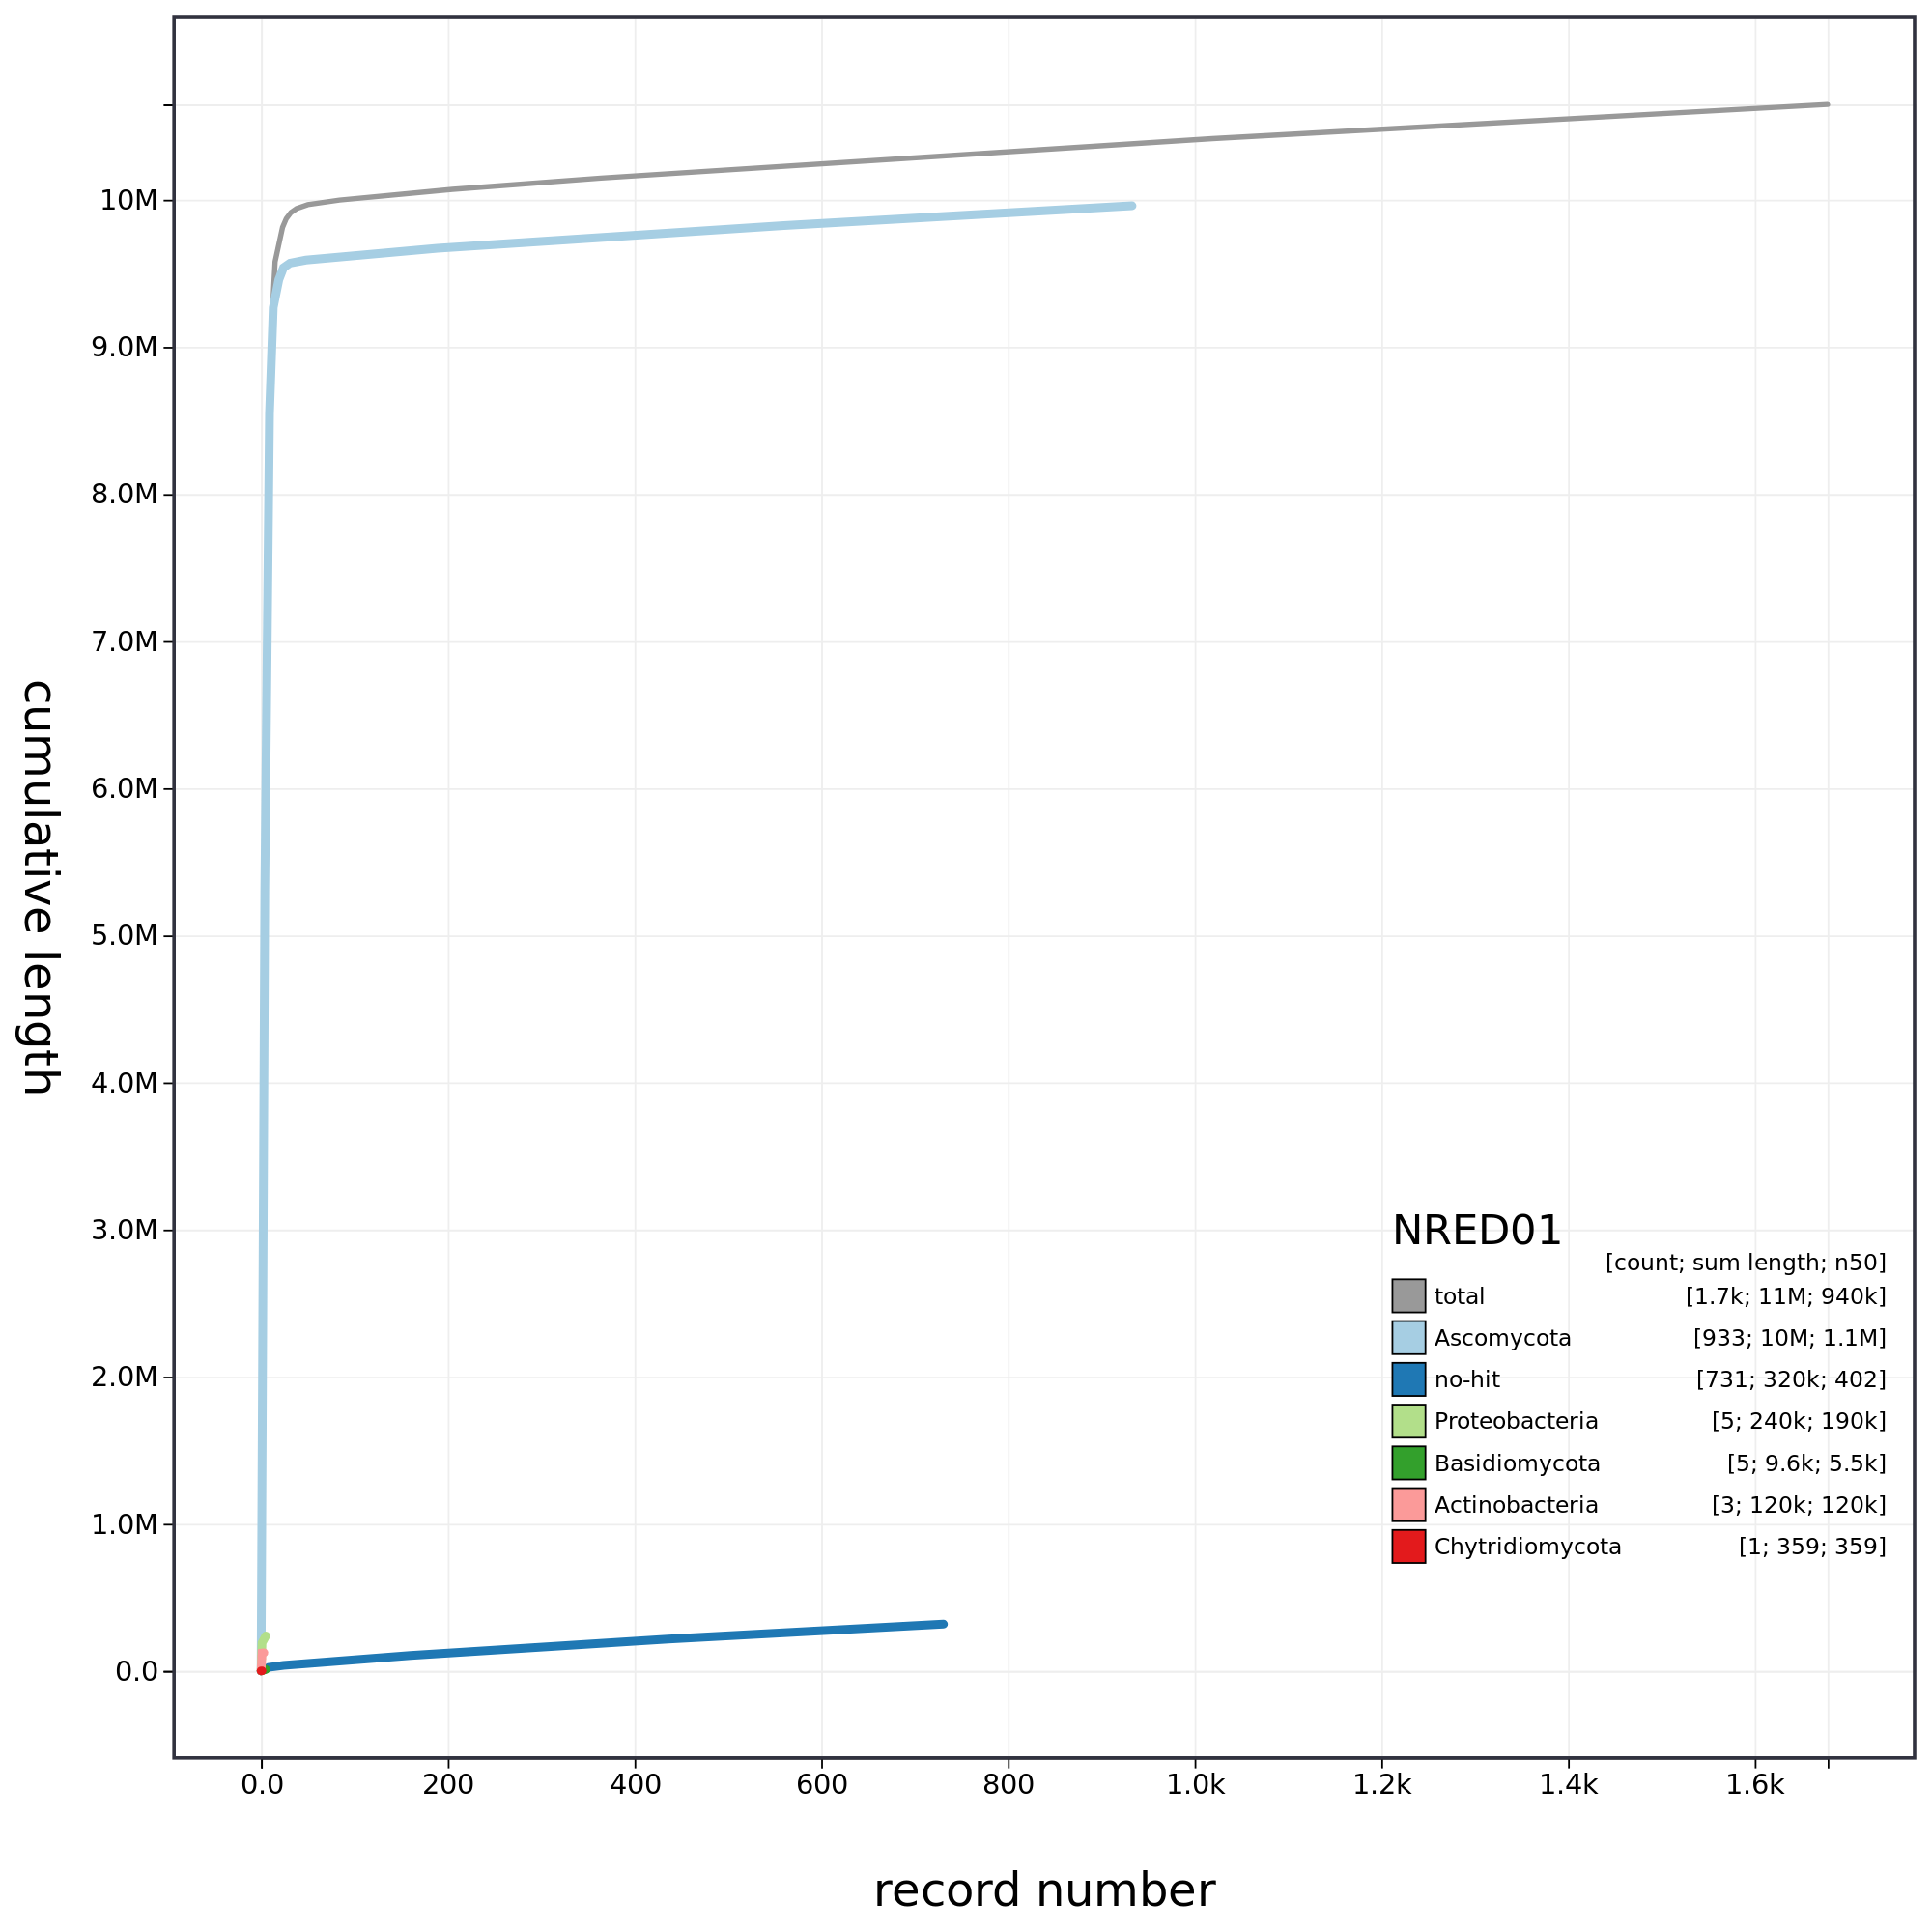 10M
9.0M
8.0M
7.0M
6.0M
5.0M
4.0M
3.0M
2.0M
1.0M
0.0
cumulative length
NRED01
[count; sum length; n50]
total [1.7k; 11M; 940k]
Ascomycota [933; 10M; 1.1M]
no-hit [731; 320k; 402]
Proteobacteria [5; 240k; 190k]
Basidiomycota [5; 9.6k; 5.5k]
Actinobacteria [3; 120k; 120k]
Chytridiomycota [1; 359; 359]
0.0 200 400 600 800 1.0k 1.2k 1.4k 1.6k
record number